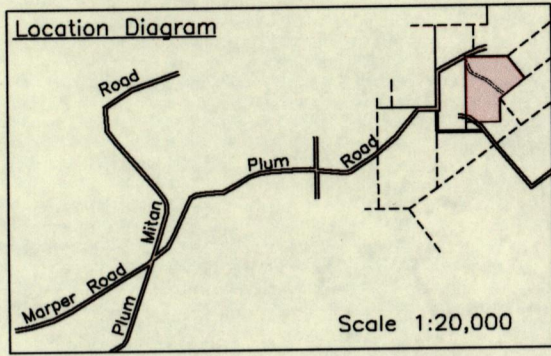 Location Diagram
Road
Plum Road
Mitan
Marper Road
Plum
Scale 1:20,000